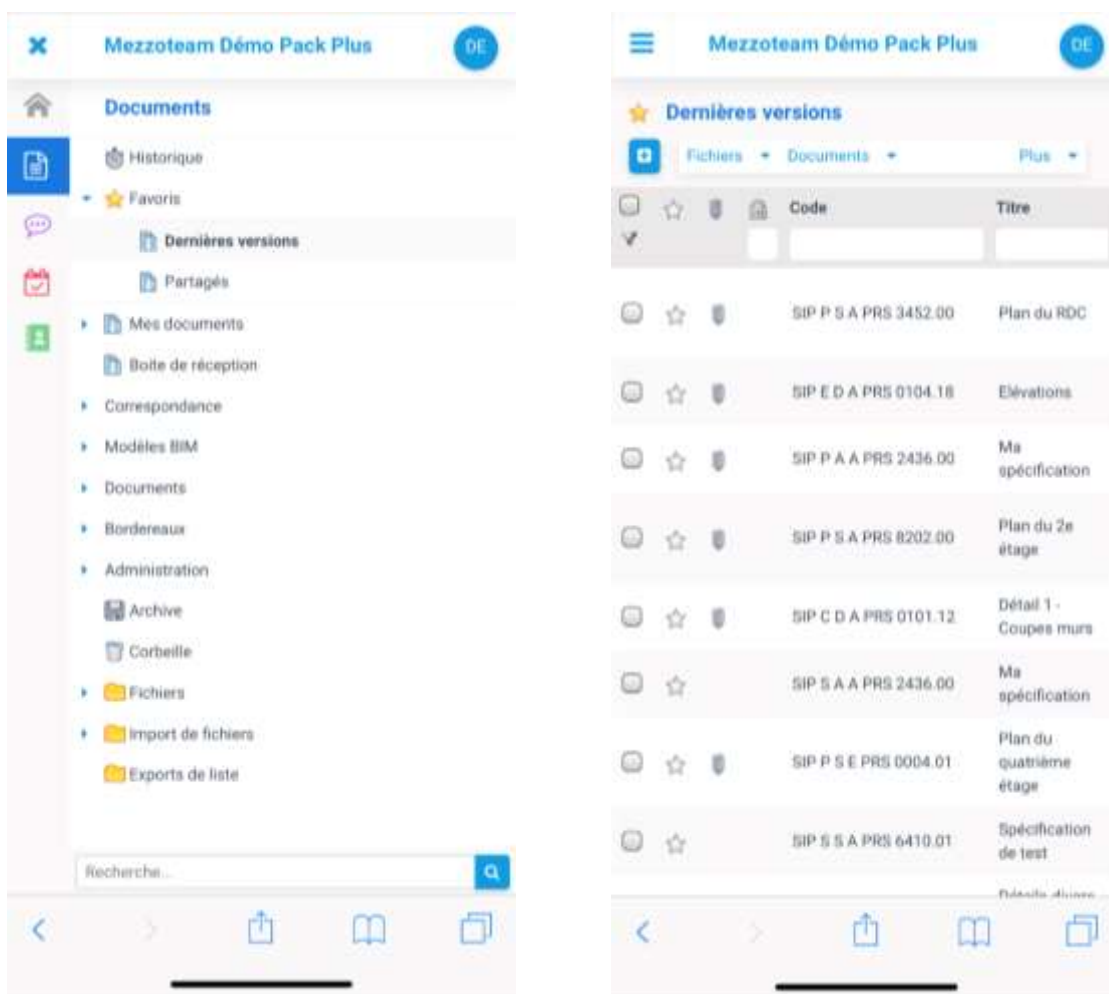 Mezzoteam Démo Pack Plus
DE
Documents
Historique
Favoris
Dernières versions
Partagés
Mes documents
Boite de réception
Correspondance
Modèles BIM
Documents
Bordereaux
Administration
Archive
Corbeille
Fichiers
Import de fichiers
Exports de liste
Recherche...
Mezzoteam Démo Pack Plus
DE
Dernières versions
Fichiers Documents Plus
Code Titre
SIP P S A PRS 3452.00 Plan du RDC
SIP E D A PRS 0104.18 Elévations
SIP P A A PRS 2436.00 Ma
spécification
SIP P S A PRS 8202.00 Plan du 2e
étage
SIP C D A PRS 0101.12 Détail 1 -
Coupes murs
SIP S A A PRS 2436.00 Ma
spécification
SIP P S E PRS 0004.01 Plan du
quatrième
étage
SIP S S A PRS 6410.01 Spécification
de test